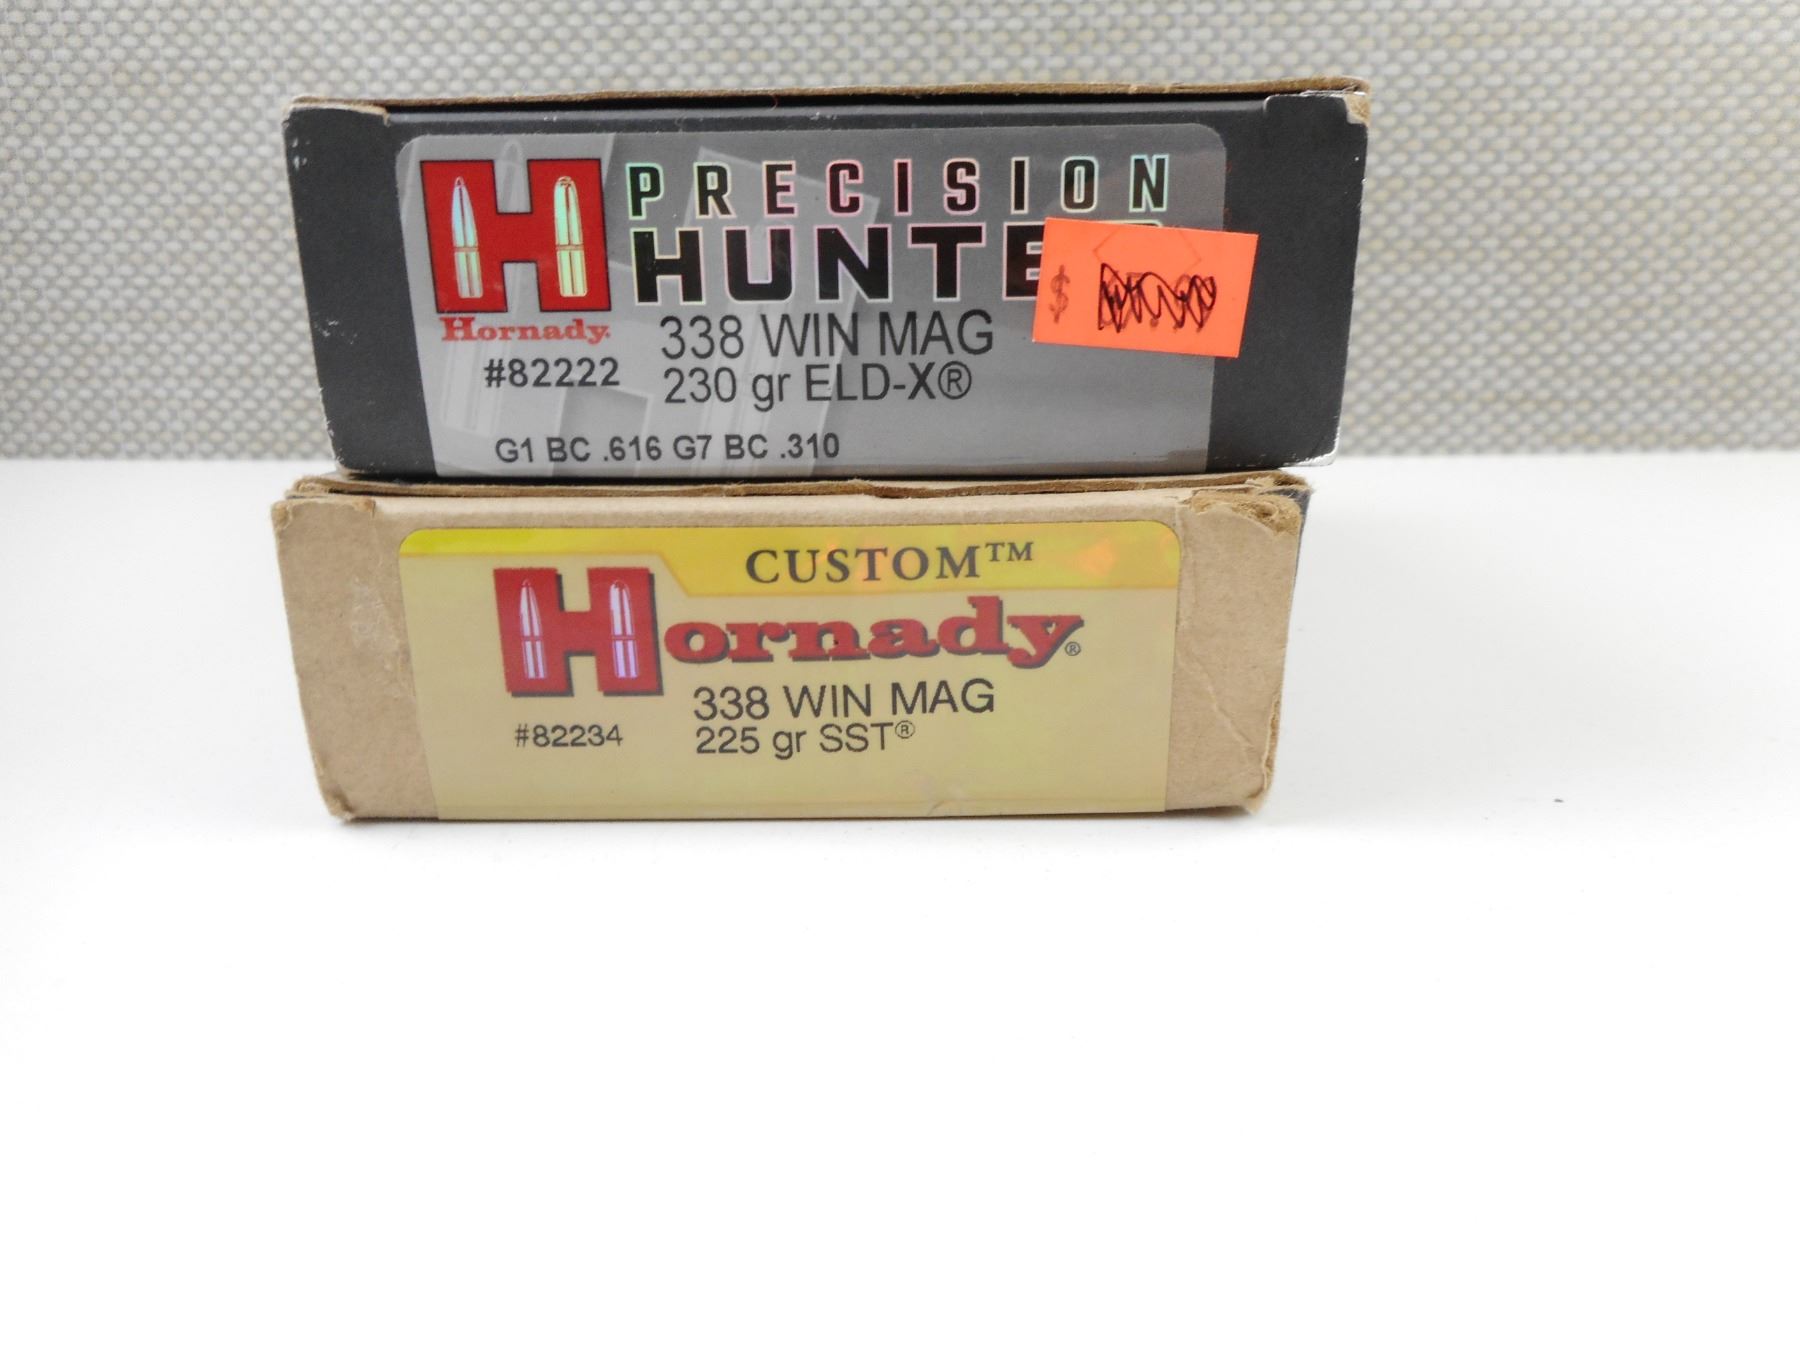 PRECISION
HUNTE
$
Hornady.
338 WIN MAG
#82222
230 gr ELD-X®
G1 BC .616 G7 BC .310
CUSTOM™
Hornady®
338 WIN MAG
#82234
225 gr SST®